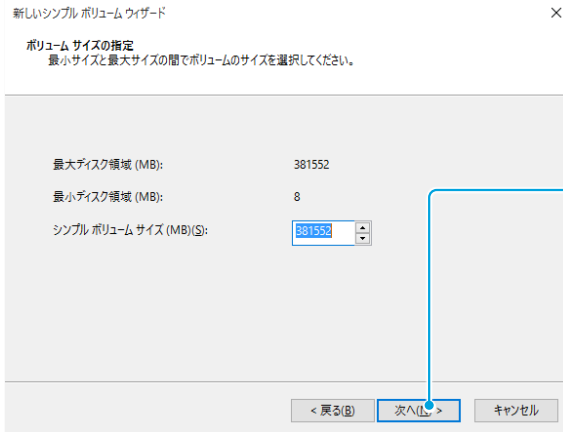 新しいシンプル ボリューム ウィザード
ボリューム サイズの指定
最小サイズと最大サイズの間でボリュームのサイズを選択してください。
最大ディスク領域 (MB): 381552
最小ディスク領域 (MB): 8
シンプル ボリューム サイズ (MB)(S): 381552
< 戻る(B) 次へ(N) > キャンセル